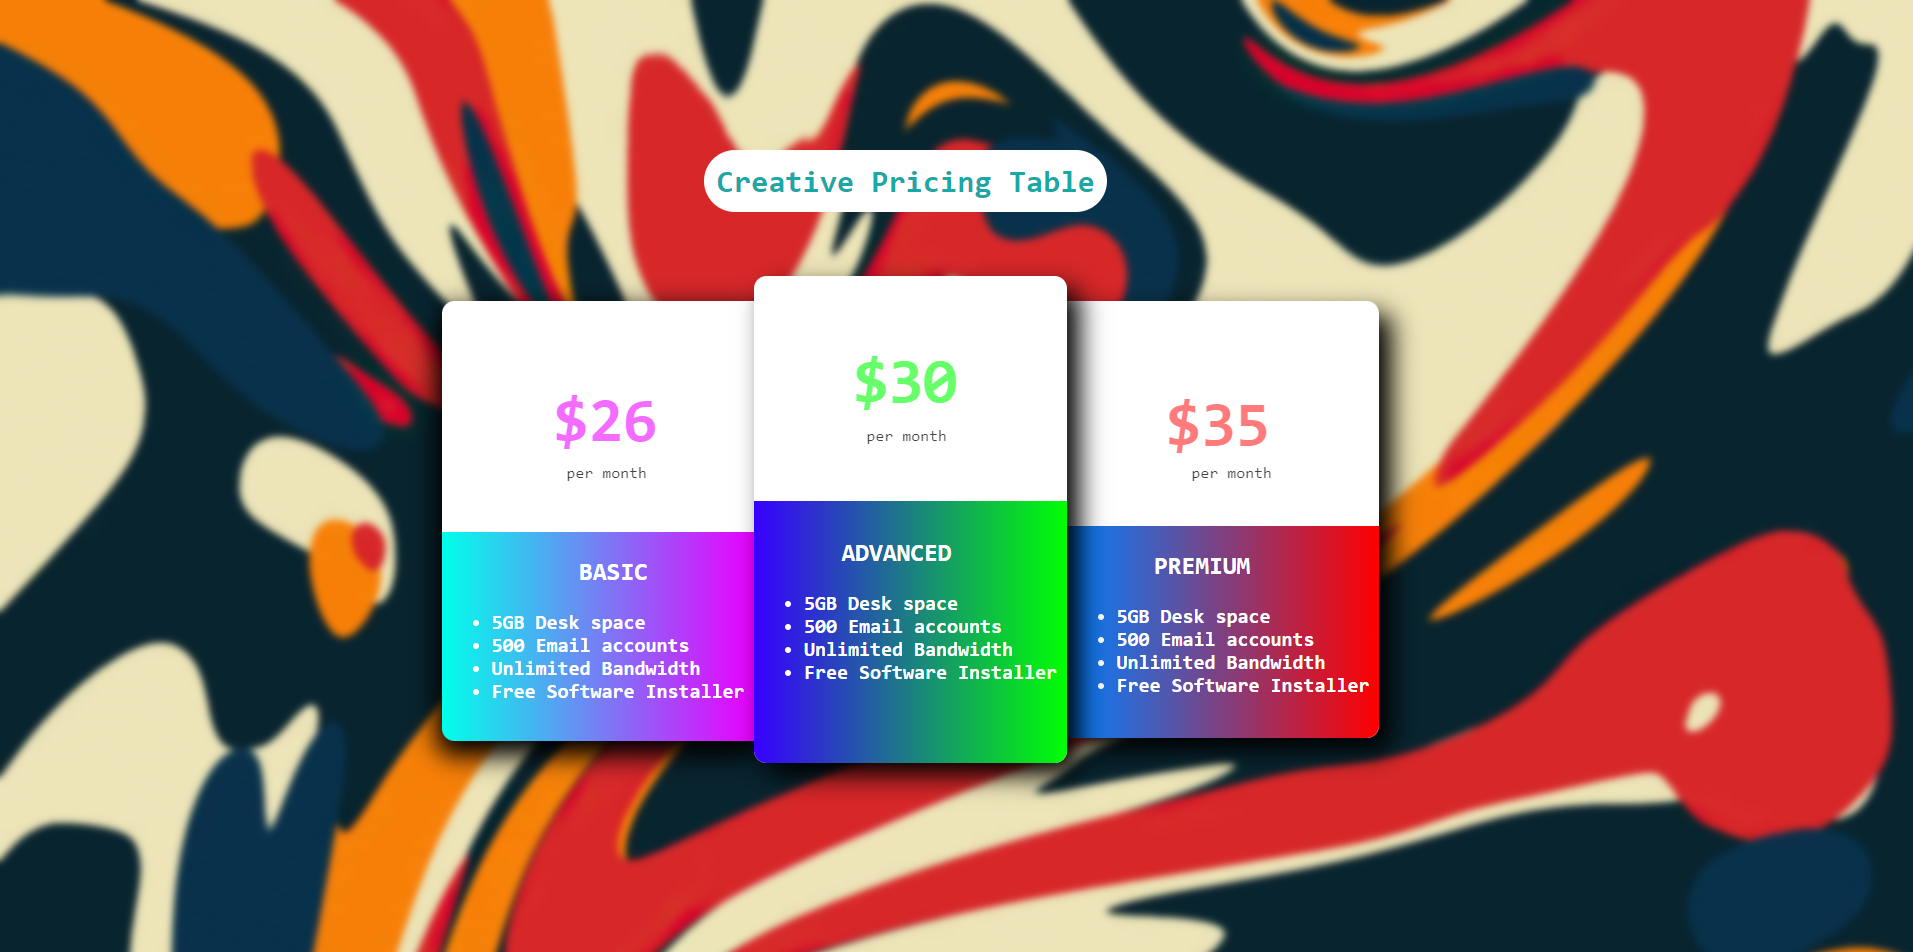 Creative Pricing Table
$26
per month
BASIC
• 5GB Desk space
• 500 Email accounts
• Unlimited Bandwidth
• Free Software Installer
$30
per month
ADVANCED
• 5GB Desk space
• 500 Email accounts
• Unlimited Bandwidth
• Free Software Installer
$35
per month
PREMIUM
• 5GB Desk space
• 500 Email accounts
• Unlimited Bandwidth
• Free Software Installer